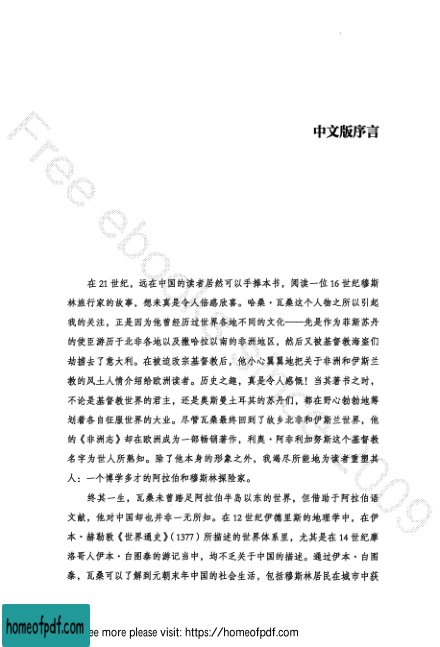 中文版序言
在 21 世纪，远在中国的读者居然可以手捧本书，阅读一位 16 世纪穆斯
林旅行家的故事，想来真是令人倍感欣喜。哈桑·瓦桑这个人物之所以引起
我的关注，正是因为他曾经历过世界各地不同的文化——先是作为菲斯苏丹
的使臣游历于北非各地以及撒哈拉以南的非洲地区，然后又被基督教海盗们
劫掳去了意大利。在被迫改宗基督教后，他小心翼翼地把关于非洲和伊斯兰
教的风土人情介绍给欧洲读者。历史之趣，真是令人感慨！当其著书之时，
不论是基督教世界的君主，还是奥斯曼土耳其的苏丹们，都在野心勃勃地筹
划着各自征服世界的大业。尽管瓦桑最终回到了故乡北非和伊斯兰世界，他
的《非洲志》却在欧洲成为一部畅销著作，利奥·阿非利加努斯这个基督教
名字为世人所熟知。除了他本身的形象之外，我竭尽所能地为读者重塑其
人：一个博学多才的阿拉伯和穆斯林探险家。
终其一生，瓦桑未曾踏足阿拉伯半岛以东的世界，但借助于阿拉伯语
文献，他对中国却也并非一无所知。在 12 世纪伊德里斯的地理学中，在伊
本·赫勒敦《世界通史》（1377）所描述的世界体系里，尤其是在 14 世纪摩
洛哥人伊本·白图泰的游记当中，均不乏关于中国的描述。通过伊本·白图
泰，瓦桑可以了解到元朝末年中国的社会生活，包括穆斯林居民在城市中获
Free ebooks since 2009
homeofpdf.com
ee more please visit: https://homeofpdf.com